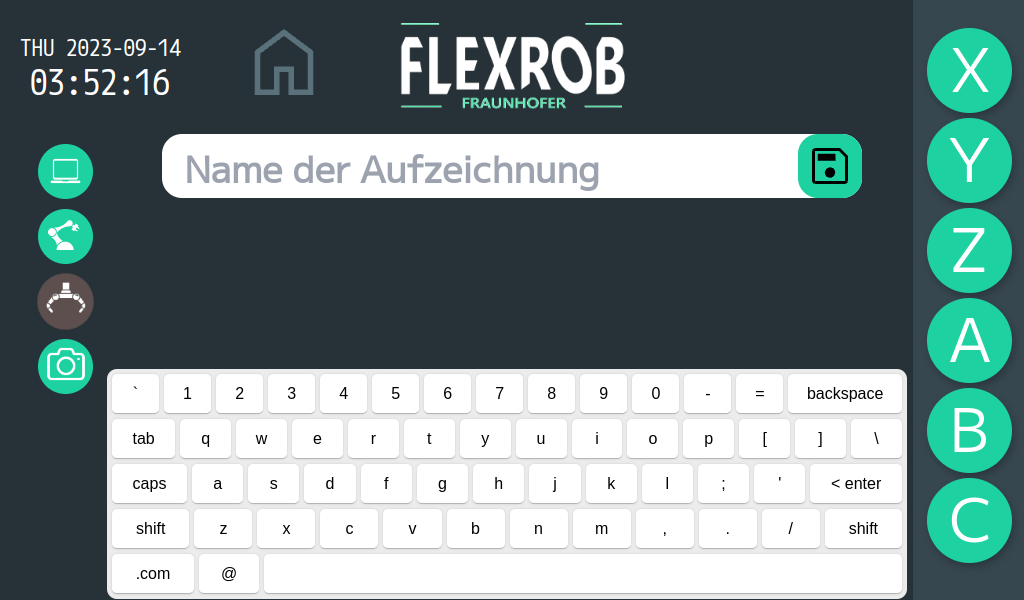 THU 2023-09-14
03:52:16
FLEXROB
FRAUNHOFER
Name der Aufzeichnung
` 1 2 3 4 5 6 7 8 9 0 - = backspace
tab q w e r t y u i o p [ ] \
caps a s d f g h j k l ; ' < enter
shift z x c v b n m , . / shift
.com @
X
Y
Z
A
B
C